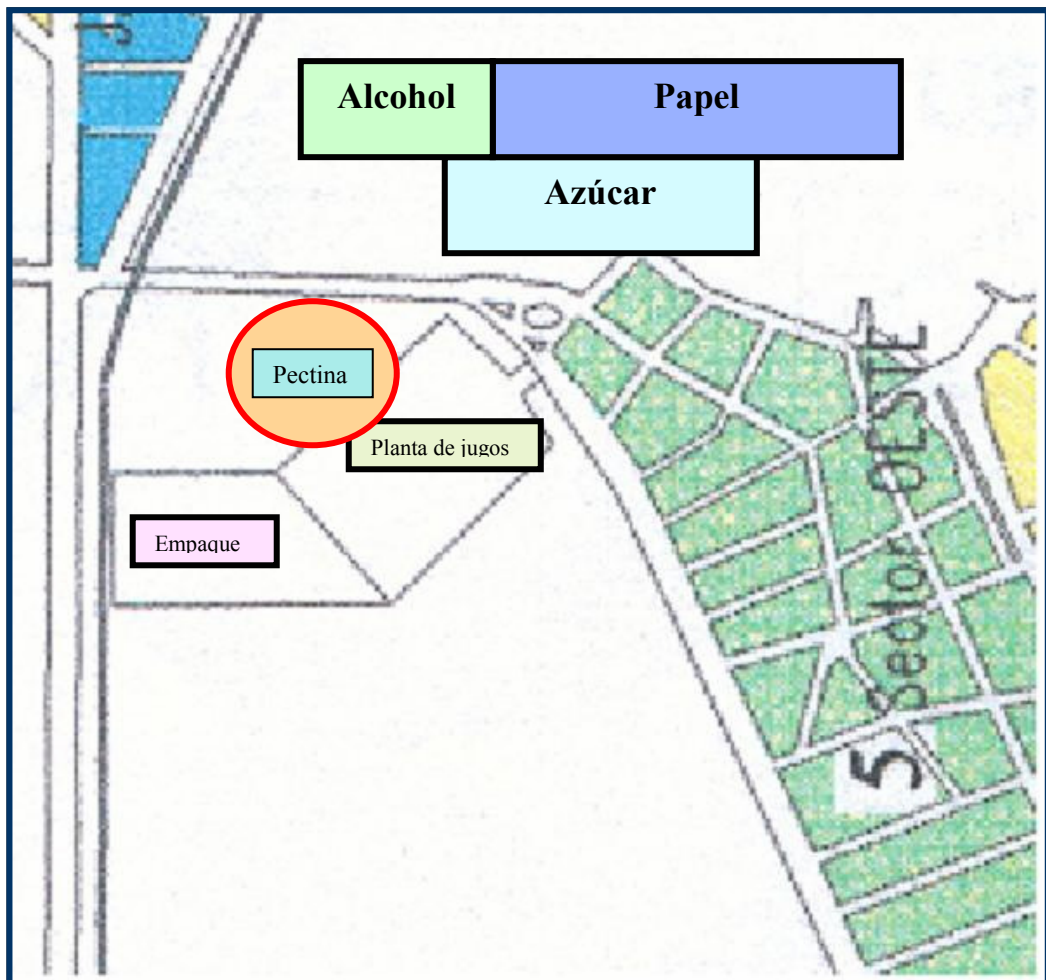 Alcohol
Papel
Azúcar
Pectina
Planta de jugos
Empaque
Sector OESTE
5